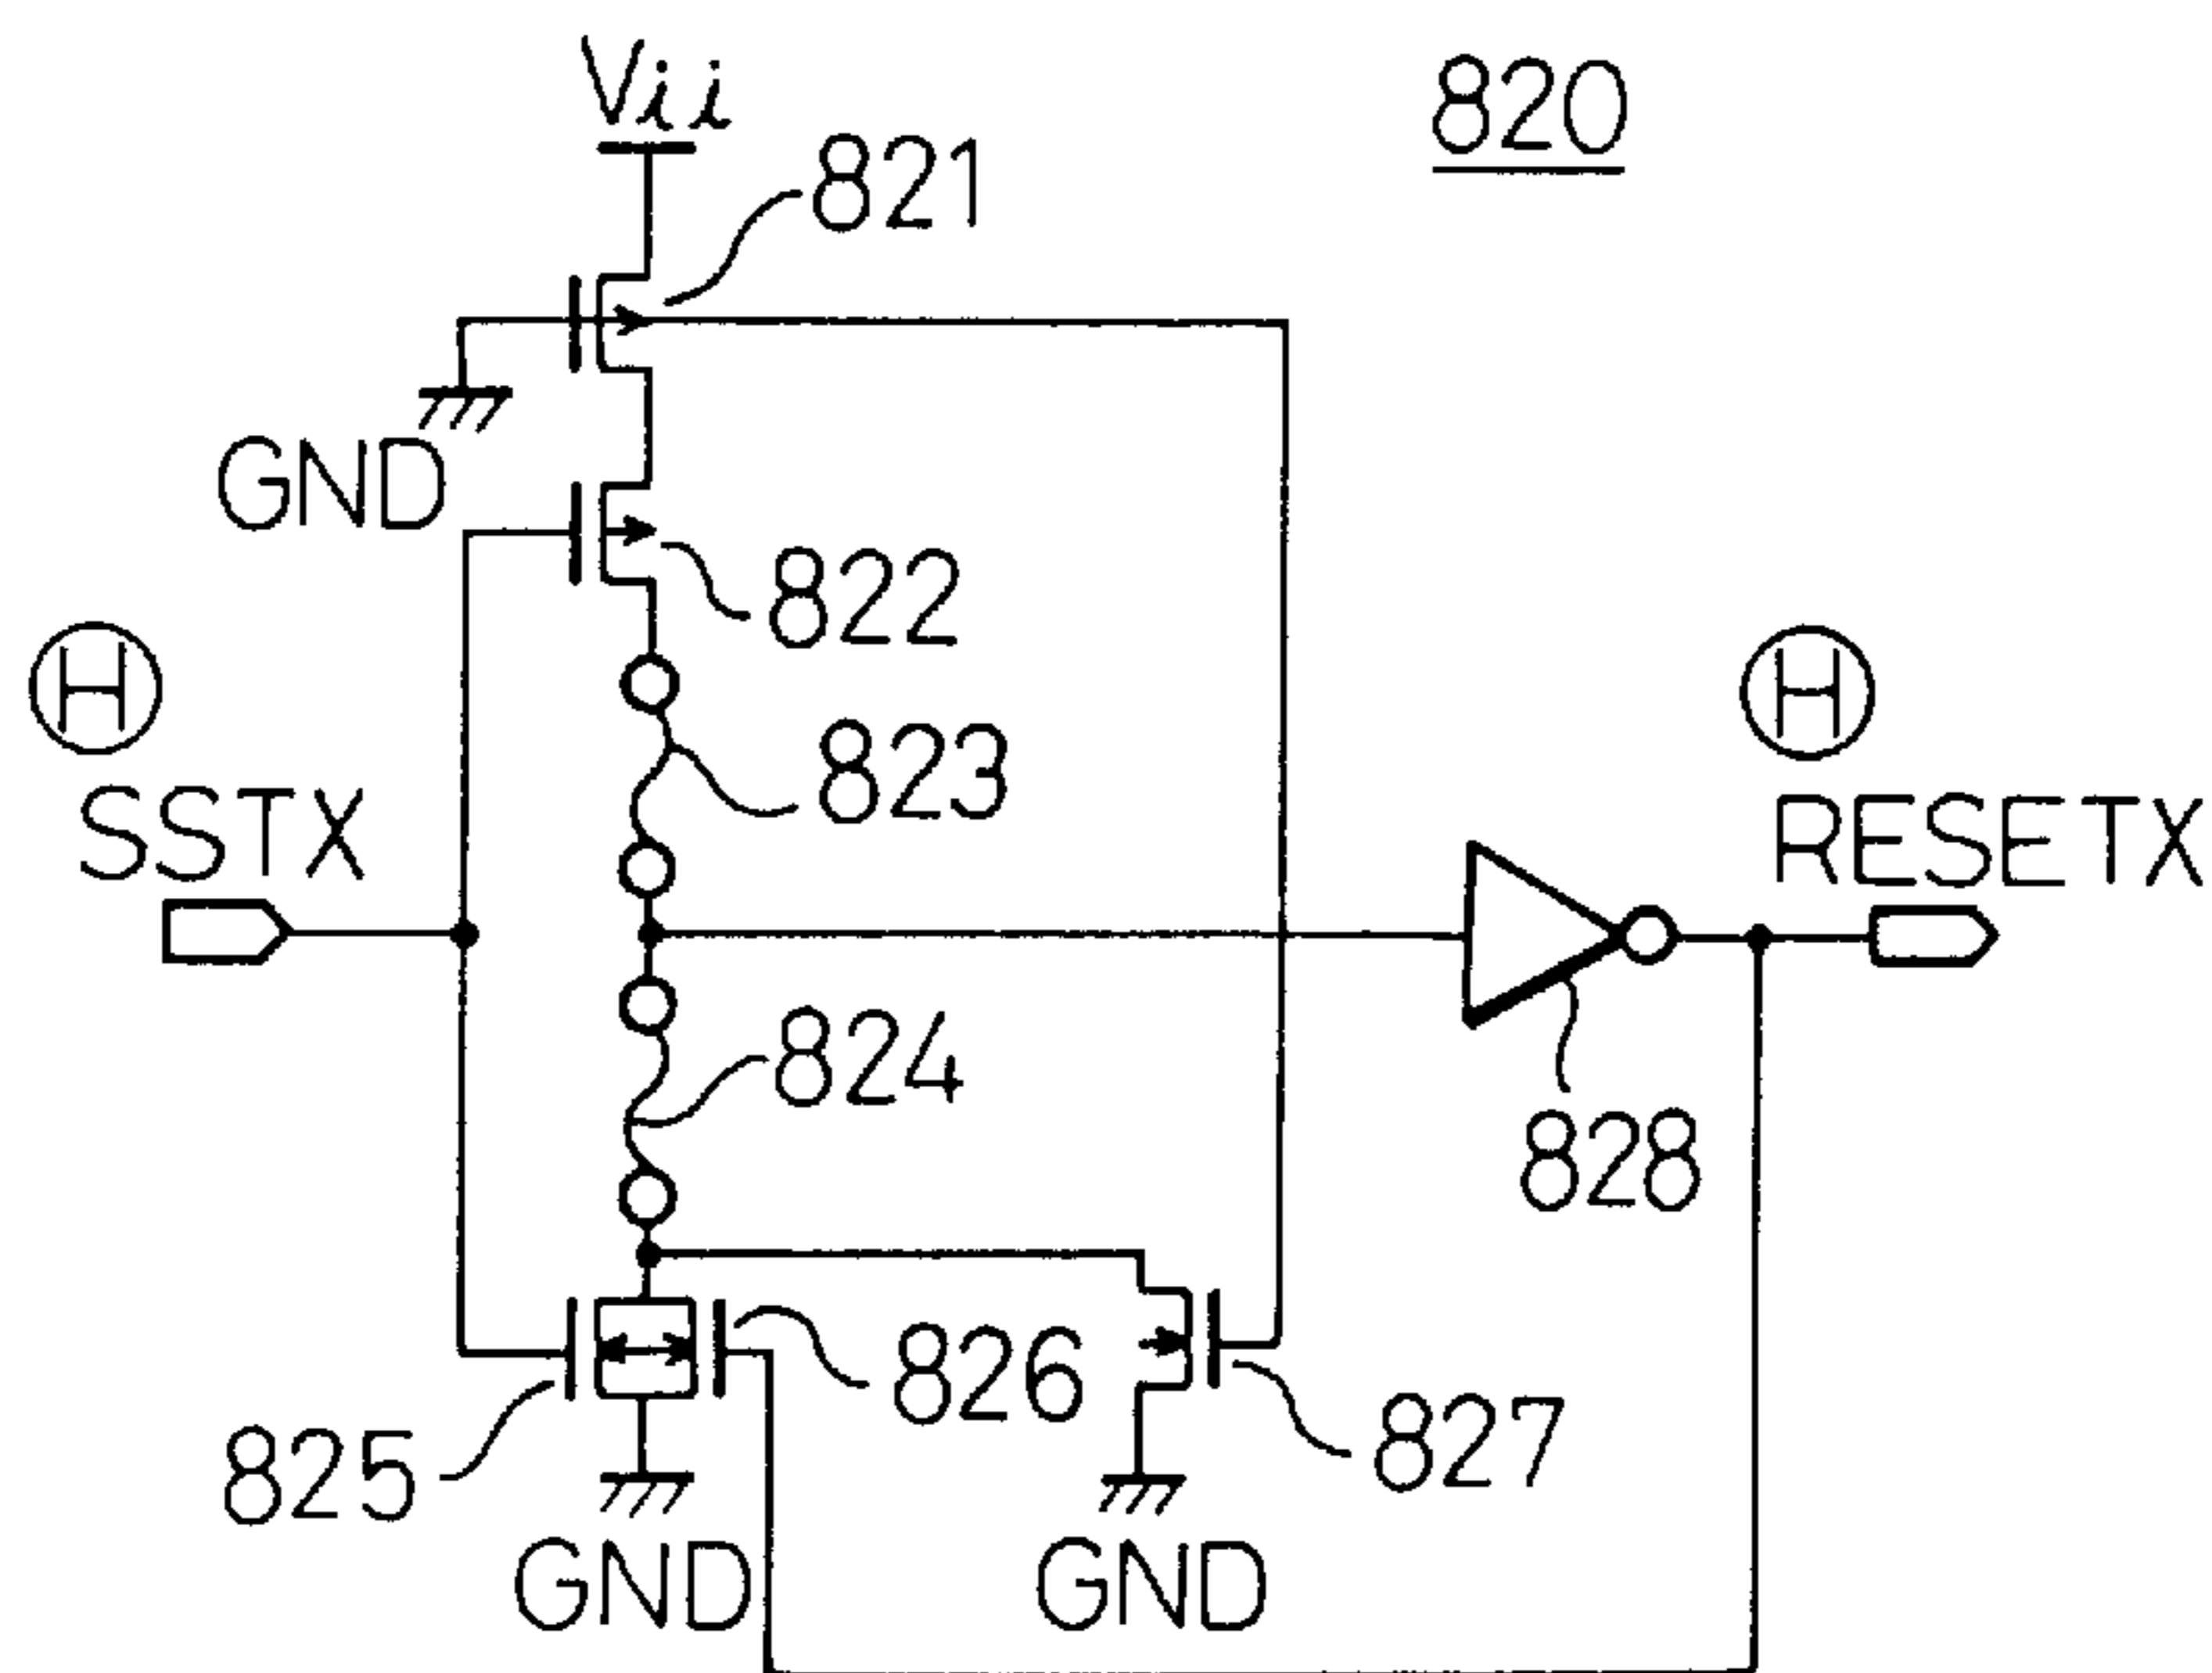 Vii
820
821
GND
822
H
H
823
SSTX
RESETX
824
828
826
825
827
GND
GND